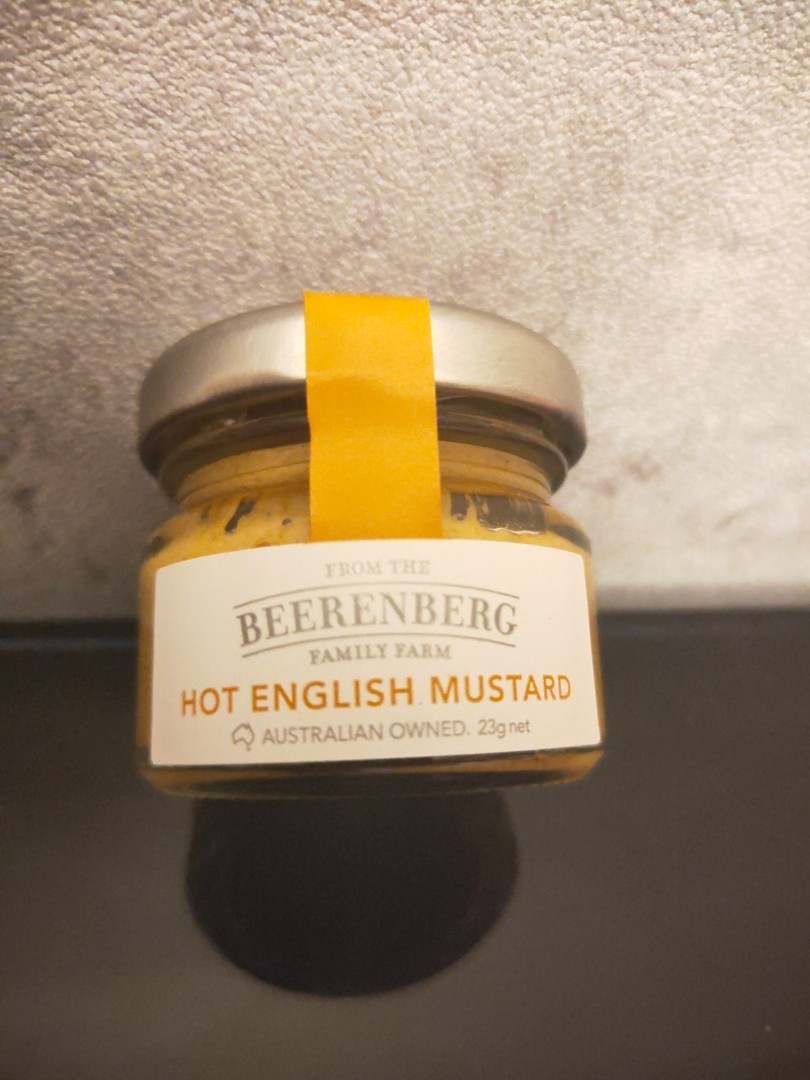 FROM THE
BEERENBERG
FAMILY FARM
HOT ENGLISH MUSTARD
AUSTRALIAN OWNED. 23g net